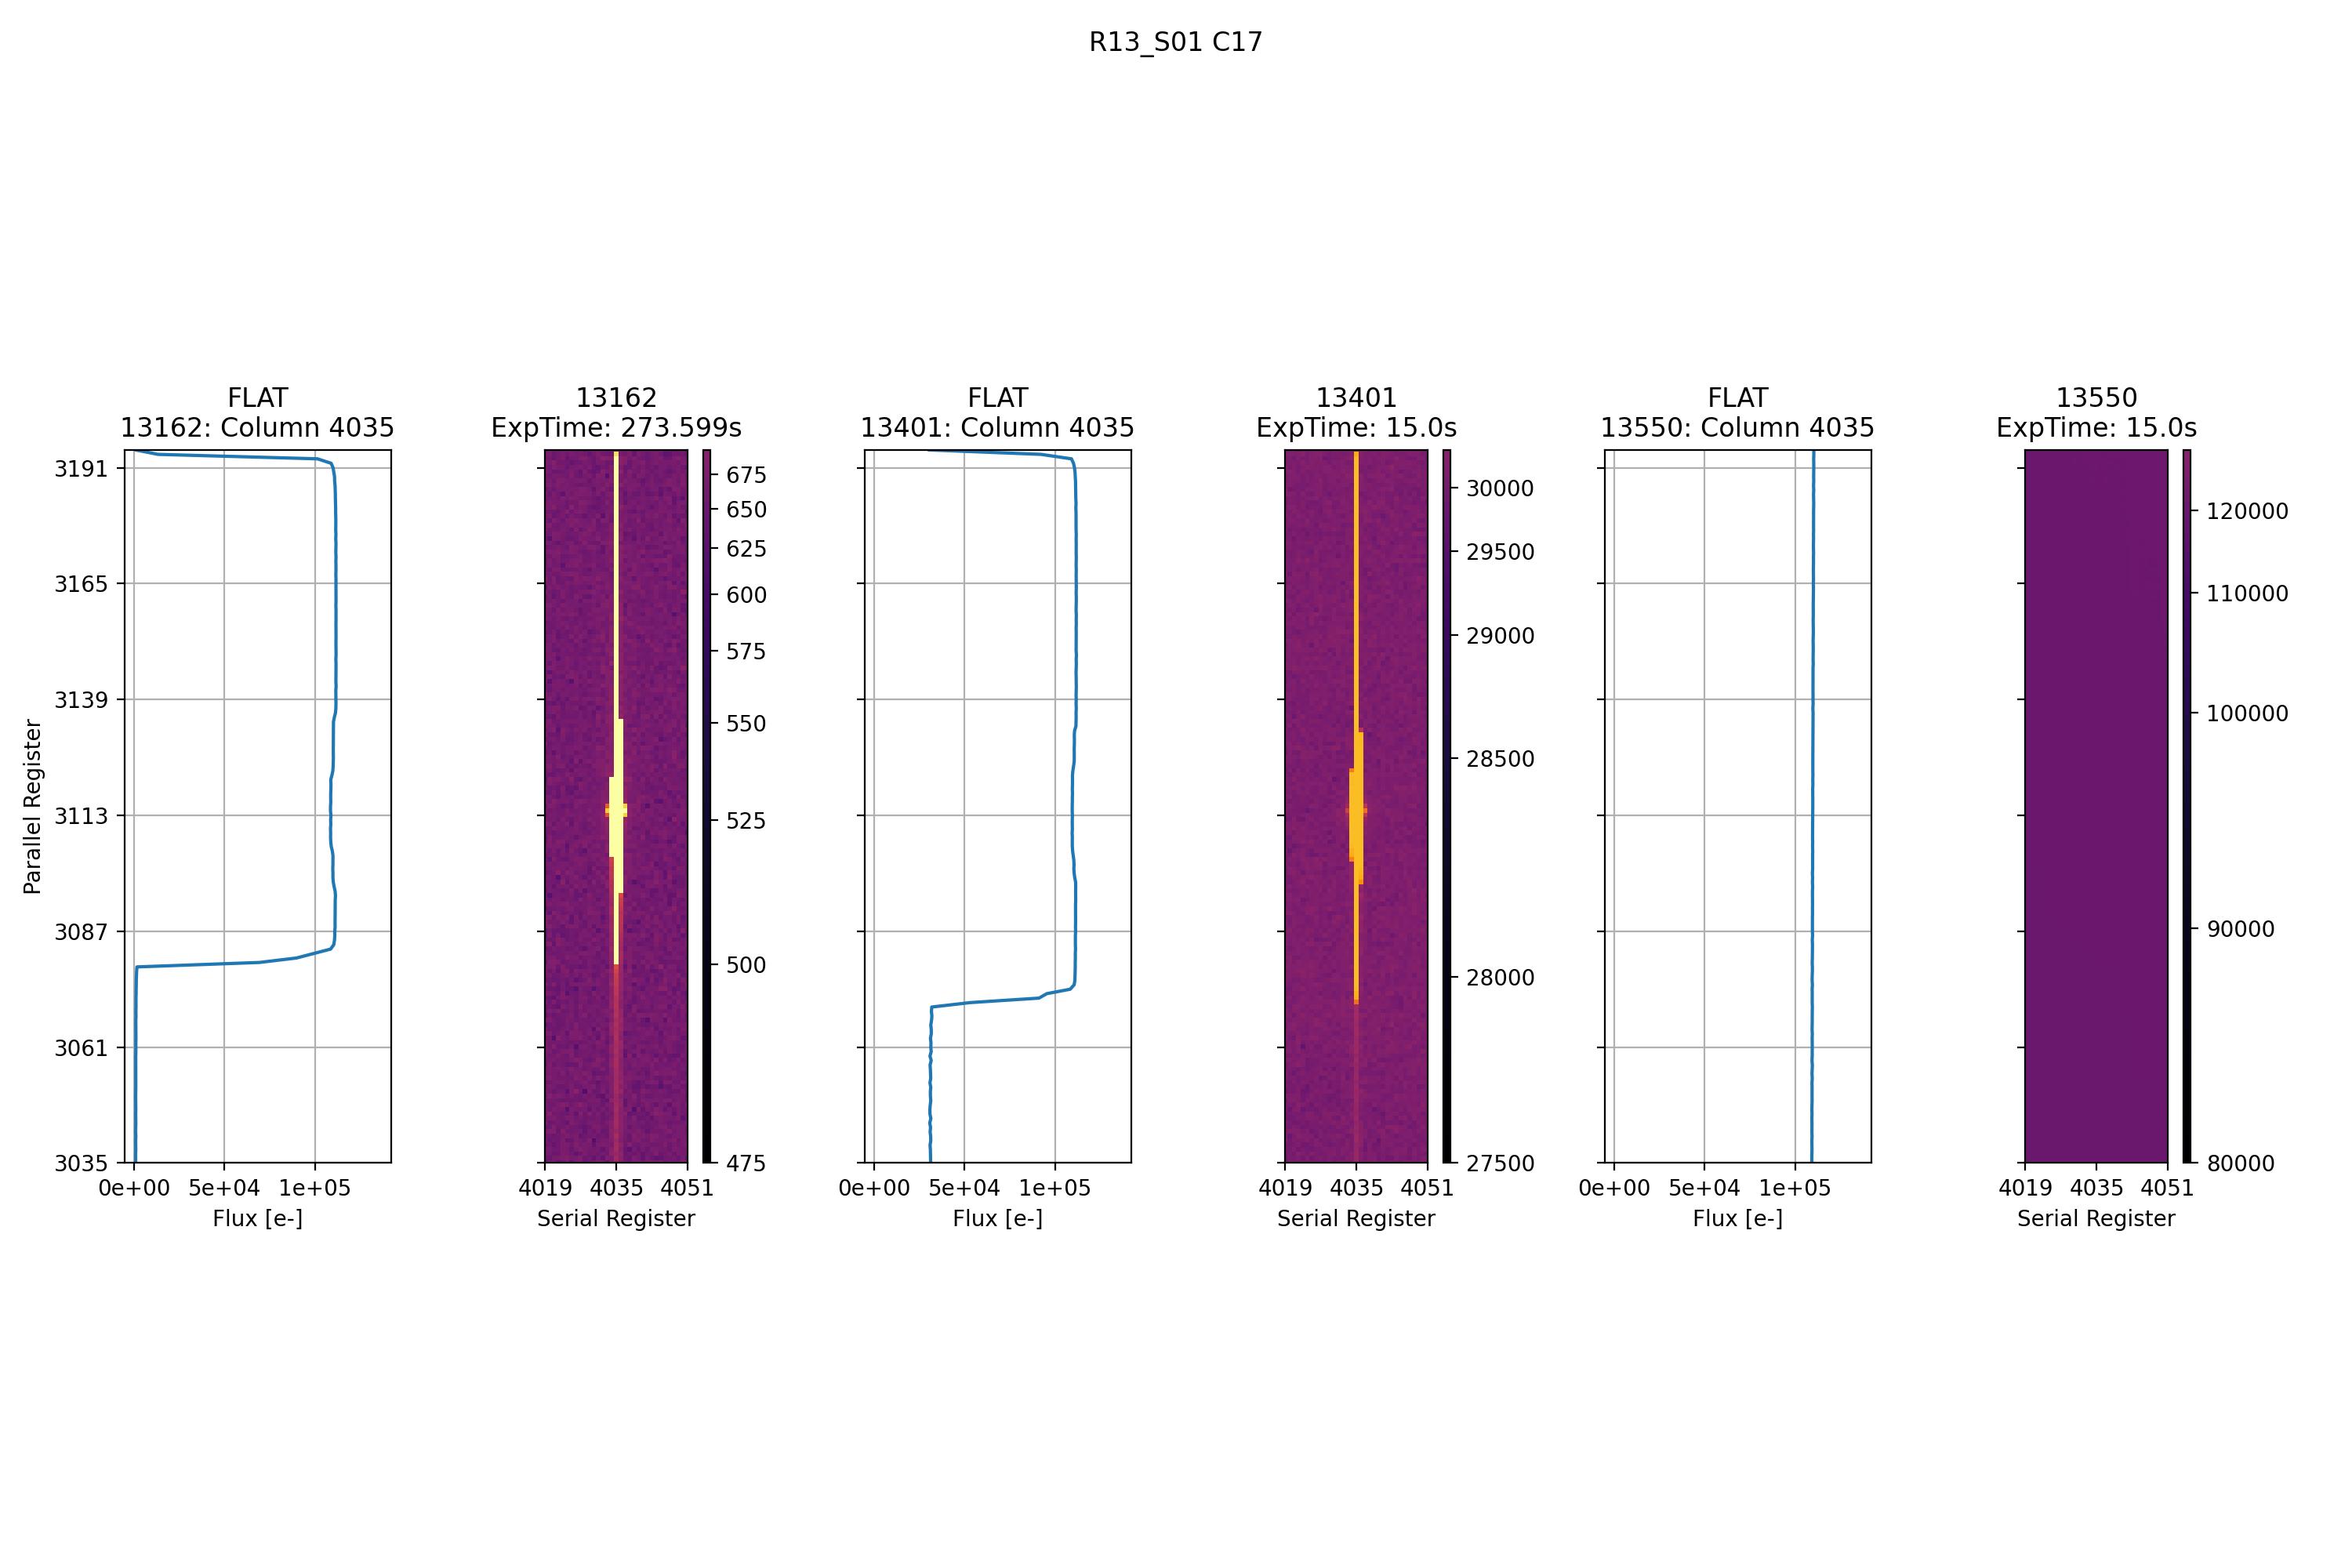 R13_S01 C17
FLAT
13162: Column 4035
13162
ExpTime: 273.599s
FLAT
13401: Column 4035
13401
ExpTime: 15.0s
FLAT
13550: Column 4035
13550
ExpTime: 15.0s
Parallel Register
3191
3165
3139
3113
3087
3061
3035
0e+00 5e+04 1e+05
Flux [e-]
675
650
625
600
575
550
525
500
475
4019 4035 4051
Serial Register
0e+00 5e+04 1e+05
Flux [e-]
30000
29500
29000
28500
28000
27500
4019 4035 4051
Serial Register
0e+00 5e+04 1e+05
Flux [e-]
120000
110000
100000
90000
80000
4019 4035 4051
Serial Register